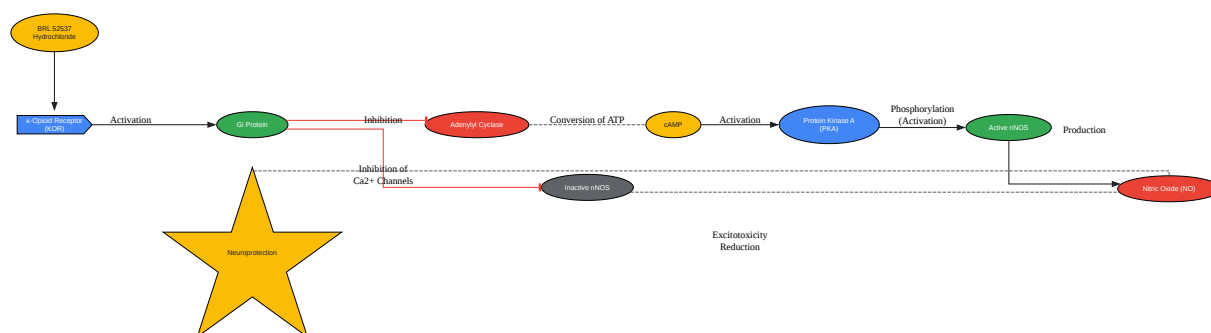 BRL 52537
Hydrochloride
κ-Opioid Receptor
(KOR)
Activation
Gi Protein
Inhibition
Adenylyl Cyclase
Conversion of ATP
cAMP
Activation
Protein Kinase A
(PKA)
Phosphorylation
(Activation)
Active nNOS
Production
Inhibition of
Ca2+ Channels
Inactive nNOS
Nitric Oxide (NO)
Excitotoxicity
Reduction
Neuroprotection